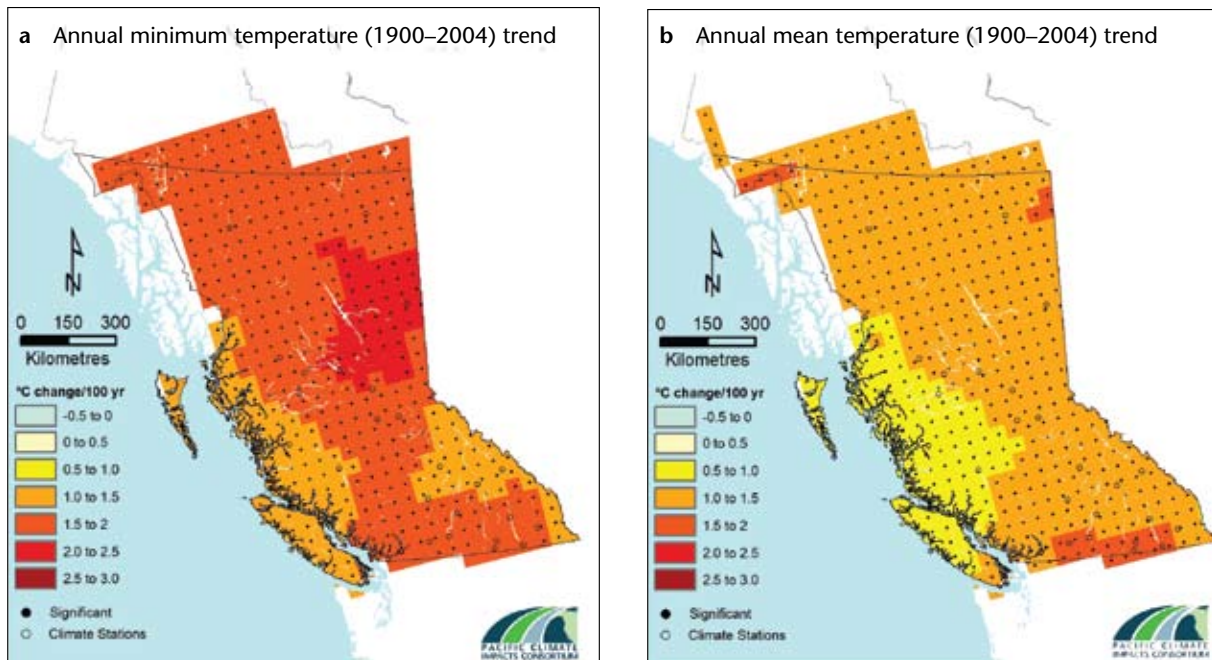 a Annual minimum temperature (1900–2004) trend
N
0 150 300
Kilometres
°C change/100 yr
-0.5 to 0
0 to 0.5
0.5 to 1.0
1.0 to 1.5
1.5 to 2
2.0 to 2.5
2.5 to 3.0
Significant
Climate Stations
PACIFIC CLIMATE
IMPACTS CONSORTIUM
b Annual mean temperature (1900–2004) trend
N
0 150 300
Kilometres
°C change/100 yr
-0.5 to 0
0 to 0.5
0.5 to 1.0
1.0 to 1.5
1.5 to 2
2.0 to 2.5
2.5 to 3.0
Significant
Climate Stations
PACIFIC CLIMATE
IMPACTS CONSORTIUM